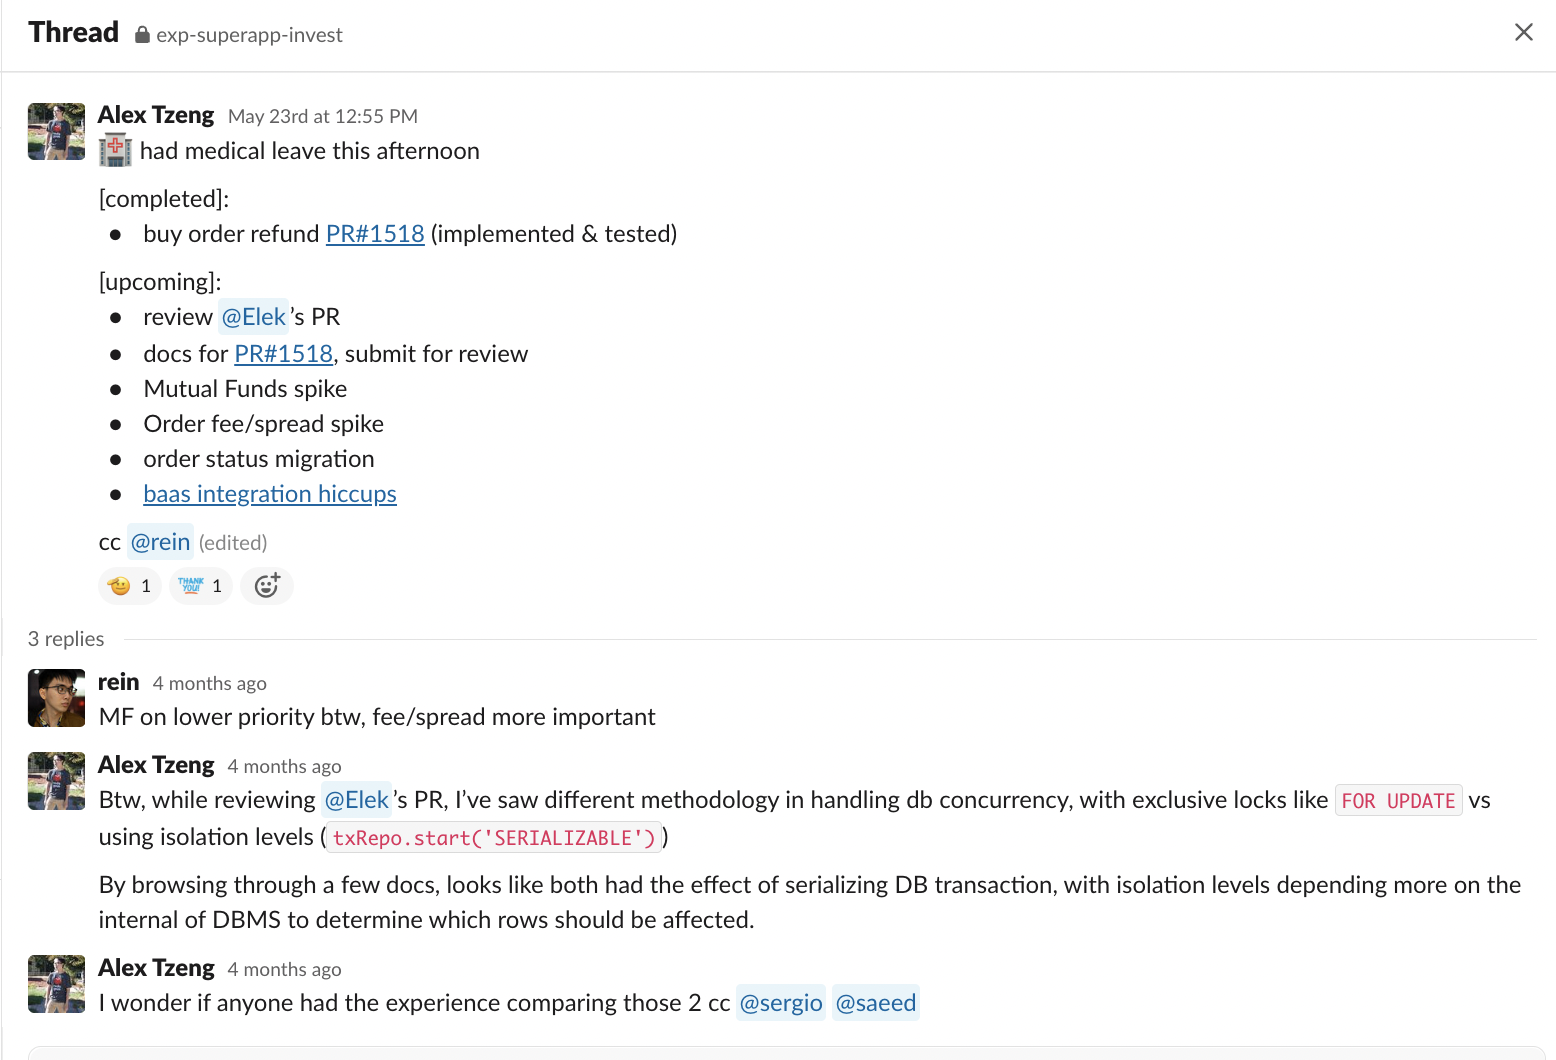 Thread exp-superapp-invest
Alex Tzeng May 23rd at 12:55 PM
had medical leave this afternoon
[completed]:
• buy order refund PR#1518 (implemented & tested)
[upcoming]:
• review @Elek's PR
• docs for PR#1518, submit for review
• Mutual Funds spike
• Order fee/spread spike
• order status migration
• baas integration hiccups
cc @rein (edited)
1 THANK YOU! 1
3 replies
rein 4 months ago
MF on lower priority btw, fee/spread more important
Alex Tzeng 4 months ago
Btw, while reviewing @Elek's PR, I've saw different methodology in handling db concurrency, with exclusive locks like FOR UPDATE vs
using isolation levels (txRepo.start('SERIALIZABLE'))
By browsing through a few docs, looks like both had the effect of serializing DB transaction, with isolation levels depending more on the
internal of DBMS to determine which rows should be affected.
Alex Tzeng 4 months ago
I wonder if anyone had the experience comparing those 2 cc @sergio @saeed